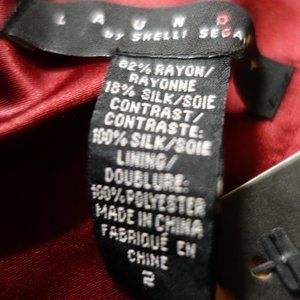 LAUND
by SHELLI SEGA
82% RAYON/
RAYONNE
18% SILK/SOIE
CONTRAST/
CONTRASTE:
100% SILK/SOIE
LINING/
DOUBLURE:
100% POLYESTER
MADE IN CHINA
FABRIQUÉ EN
CHINE
2